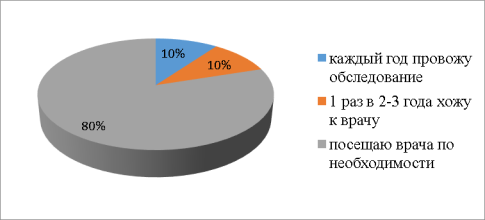 10%
10%
80%
каждый год провожу
обследование
1 раз в 2-3 года хожу
к врачу
посещаю врача по
необходимости